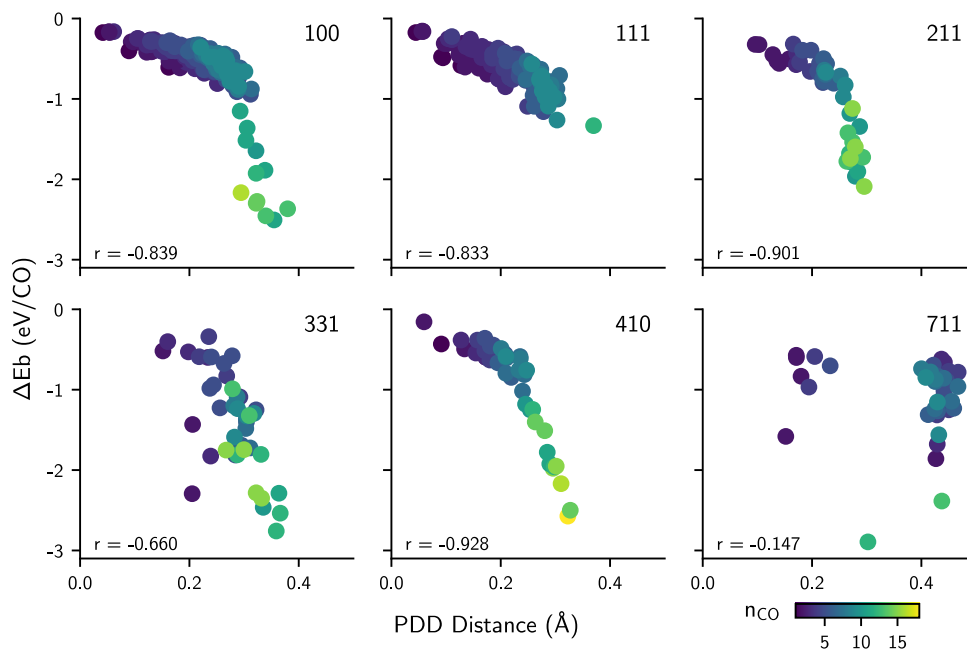 0
-1
-2
-3
100
r = -0.839
111
r = -0.833
211
r = -0.901
ΔEb (eV/CO)
0
-1
-2
-3
331
r = -0.660
410
r = -0.928
711
r = -0.147
0.0 0.2 0.4
0.0 0.2 0.4
0.0 0.2 0.4
PDD Distance (Å)
nCO
5 10 15